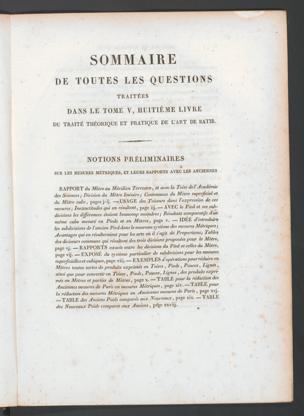 SOMMAIRE
DE TOUTES LES QUESTIONS
TRAITÉES
DANS LE TOME V, HUITIÈME LIVRE
DU TRAITÉ THÉORIQUE ET PRATIQUE DE L'ART DE BATIR.
NOTIONS PRÉLIMINAIRES
SUR LES MESURES MÉTRIQUES, ET LEURS RAPPORTS AVEC LES ANCIENNES
RAPPORT du Mètre au Méridien Terrestre, et avec la Toise de l'Académie
des Sciences; Division du Mètre linéaire; Contenance du Mètre superficiel et
du Mètre cube, pages j-ij. — USAGE des Fractions dans l'expression de ces
mesures; Inexactitudes qui en résultent, page iij. — AVEC le Pied et ses sub-
divisions les différences étaient beaucoup moindres; Résultats comparatifs d'un
même cube mesuré en Pieds et en Mètres, page v. — IDÉE d'introduire
les subdivisions de l'ancien Pied dans le nouveau système des mesures Métriques;
Avantages qui en résulteraient pour les arts où il s'agit de Proportions; Table
des diviseurs communs qui résultent des trois divisions proposées pour le Mètre,
page vj. — RAPPORTS exacts entre les divisions du Pied et celles du Mètre,
page vij. — EXPOSÉ du système particulier de subdivisions pour les mesures
superficielles et cubiques, page viij. — EXEMPLES d'opérations pour réduire en
Mètres toutes sortes de produits exprimés en Toises, Pieds, Pouces, Lignes,
ainsi que pour convertir en Toises, Pieds, Pouces, Lignes, des produits expri-
més en Mètres et parties de Mètres, page x. — TABLE pour la réduction des
Anciennes mesures de Paris en mesures Métriques, page xiv. — TABLE pour
la réduction des mesures Métriques en Anciennes mesures de Paris, page xvj.
— TABLE des Anciens Poids comparés aux Nouveaux, page xix. — TABLE
des Nouveaux Poids comparés aux Anciens, page